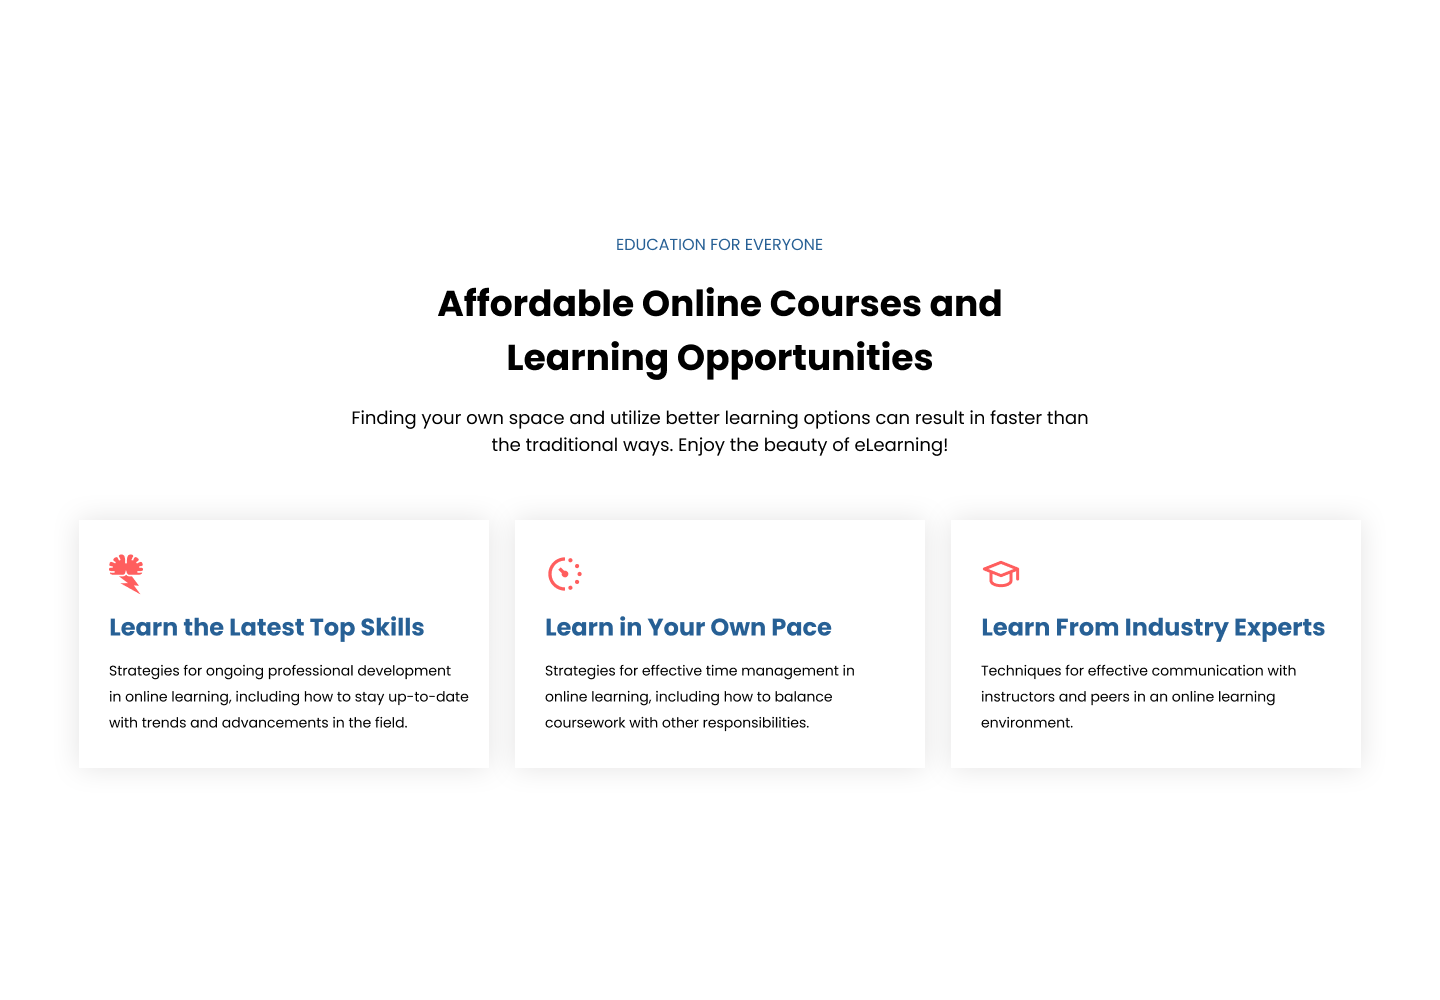 EDUCATION FOR EVERYONE
Affordable Online Courses and
Learning Opportunities
Finding your own space and utilize better learning options can result in faster than
the traditional ways. Enjoy the beauty of eLearning!
Learn the Latest Top Skills
Strategies for ongoing professional development
in online learning, including how to stay up-to-date
with trends and advancements in the field.
Learn in Your Own Pace
Strategies for effective time management in
online learning, including how to balance
coursework with other responsibilities.
Learn From Industry Experts
Techniques for effective communication with
instructors and peers in an online learning
environment.